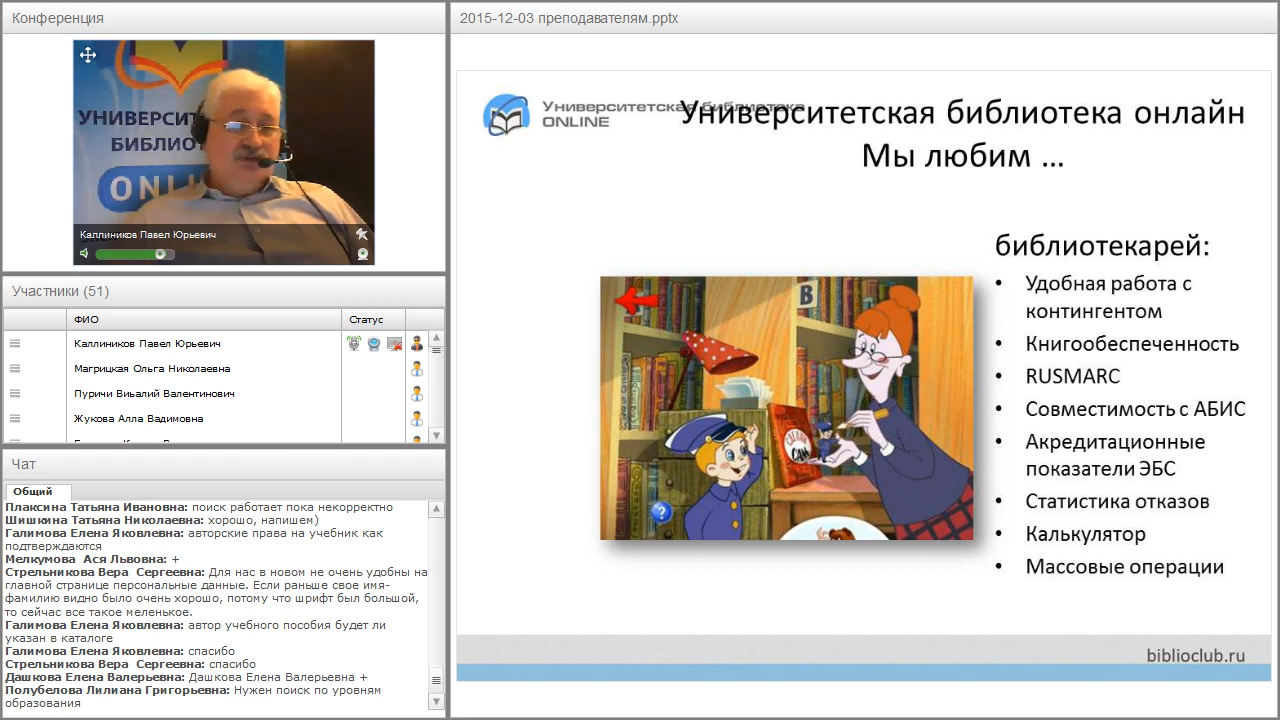 Конференция
УНИВЕРСИТ
БИБЛИО
ONLI
Каллиников Павел Юрьевич
Участники (51)
ФИО
Статус
Каллиников Павел Юрьевич
Магрицкая Ольга Николаевна
Пуричи Виьалий Валентинович
Жукова Алла Вадимовна
Чат
Общий
Плаксина Татьяна Ивановна: поиск работает пока некорректно
Шишкина Татьяна Николаевна: хорошо, напишем)
Галимова Елена Яковлевна: авторские права на учебник как
подтверждаются
Мелкумова Ася Львовна: +
Стрельникова Вера Сергеевна: Для нас в новом не очень удобны на
главной странице персональные данные. Если раньше свое имя-
фамилию видно было очень хорошо, потому что шрифт был большой,
то сейчас все такое меленькое.
Галимова Елена Яковлевна: автор учебного пособия будет ли
указан в каталоге
Галимова Елена Яковлевна: спасибо
Стрельникова Вера Сергеевна: спасибо
Дашкова Елена Валерьевна: Дашкова Елена Валерьевна +
Полубелова Лилиана Григорьевна: Нужен поиск по уровням
образования
2015-12-03 преподавателям.pptx
Университетская библиотека
ONLINE
Университетская библиотека онлайн
Мы любим ...
В
СДЕЛАЙ
САМ
?
библиотекарей:
• Удобная работа с
контингентом
• Книгообеспеченность
• RUSMARC
• Совместимость с АБИС
• Акредитационные
показатели ЭБС
• Статистика отказов
• Калькулятор
• Массовые операции
biblioclub.ru